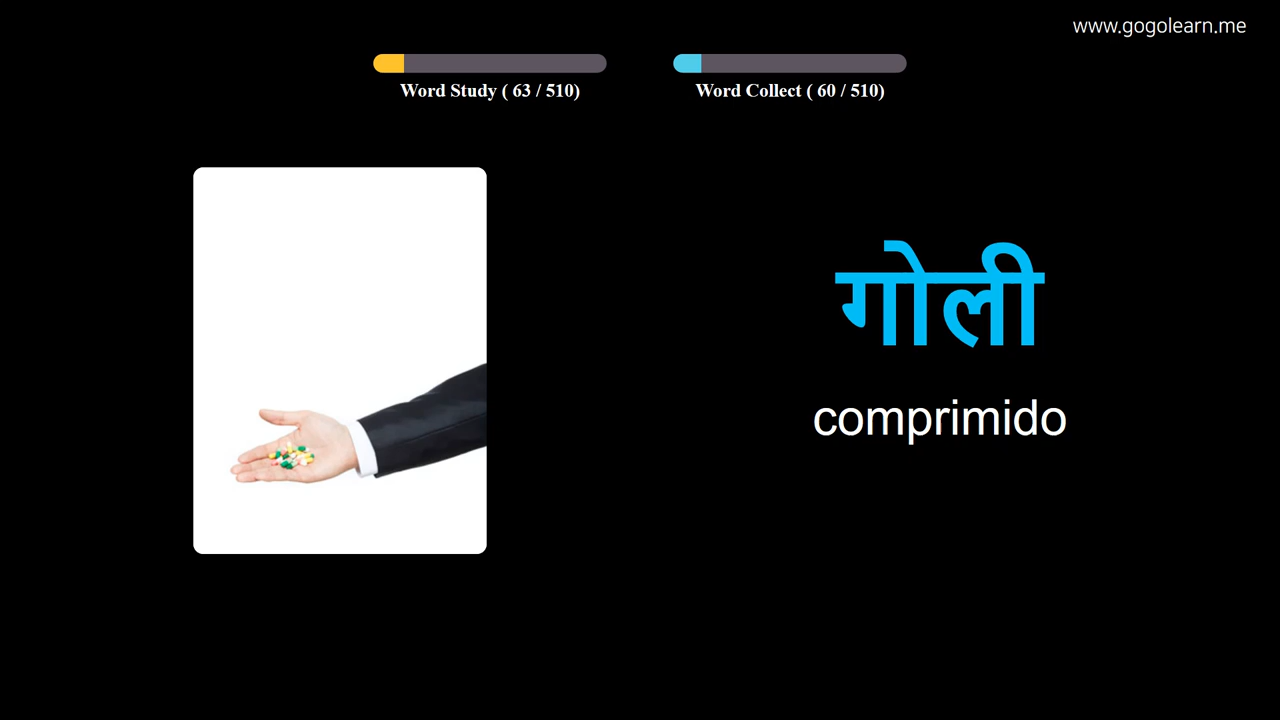 www.gogolearn.me
Word Study ( 63 / 510)
Word Collect ( 60 / 510)
गोली
comprimido